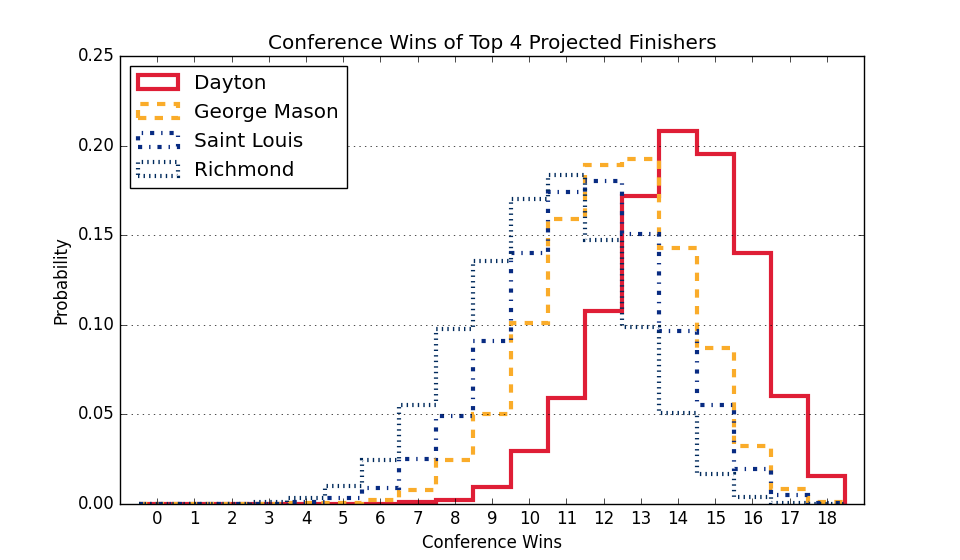 Conference Wins of Top 4 Projected Finishers
0.25
0.20
0.15
0.10
0.05
0.00
Probability
Dayton
George Mason
Saint Louis
Richmond
0 1 2 3 4 5 6 7 8 9 10 11 12 13 14 15 16 17 18
Conference Wins